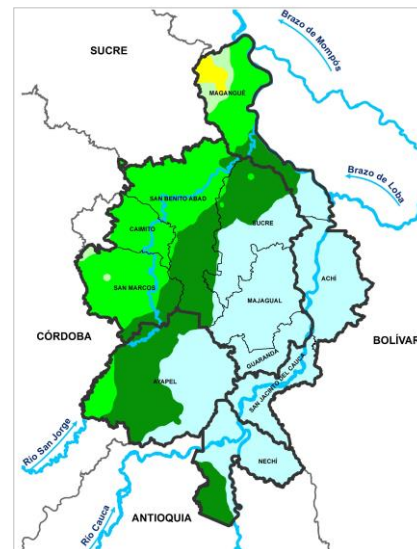 SUCRE
Brazo de Mompós
MAGANGUÉ
Brazo de Loba
SAN BENITO ABAD
SUCRE
CAIMITO
ACHÍ
SAN MARCOS
MAJAGUAL
CÓRDOBA
BOLÍVAR
GUARANDA
AYAPEL
SAN JACINTO DEL CAUCA
Río San Jorge
NECHÍ
Río Cauca
ANTIOQUIA